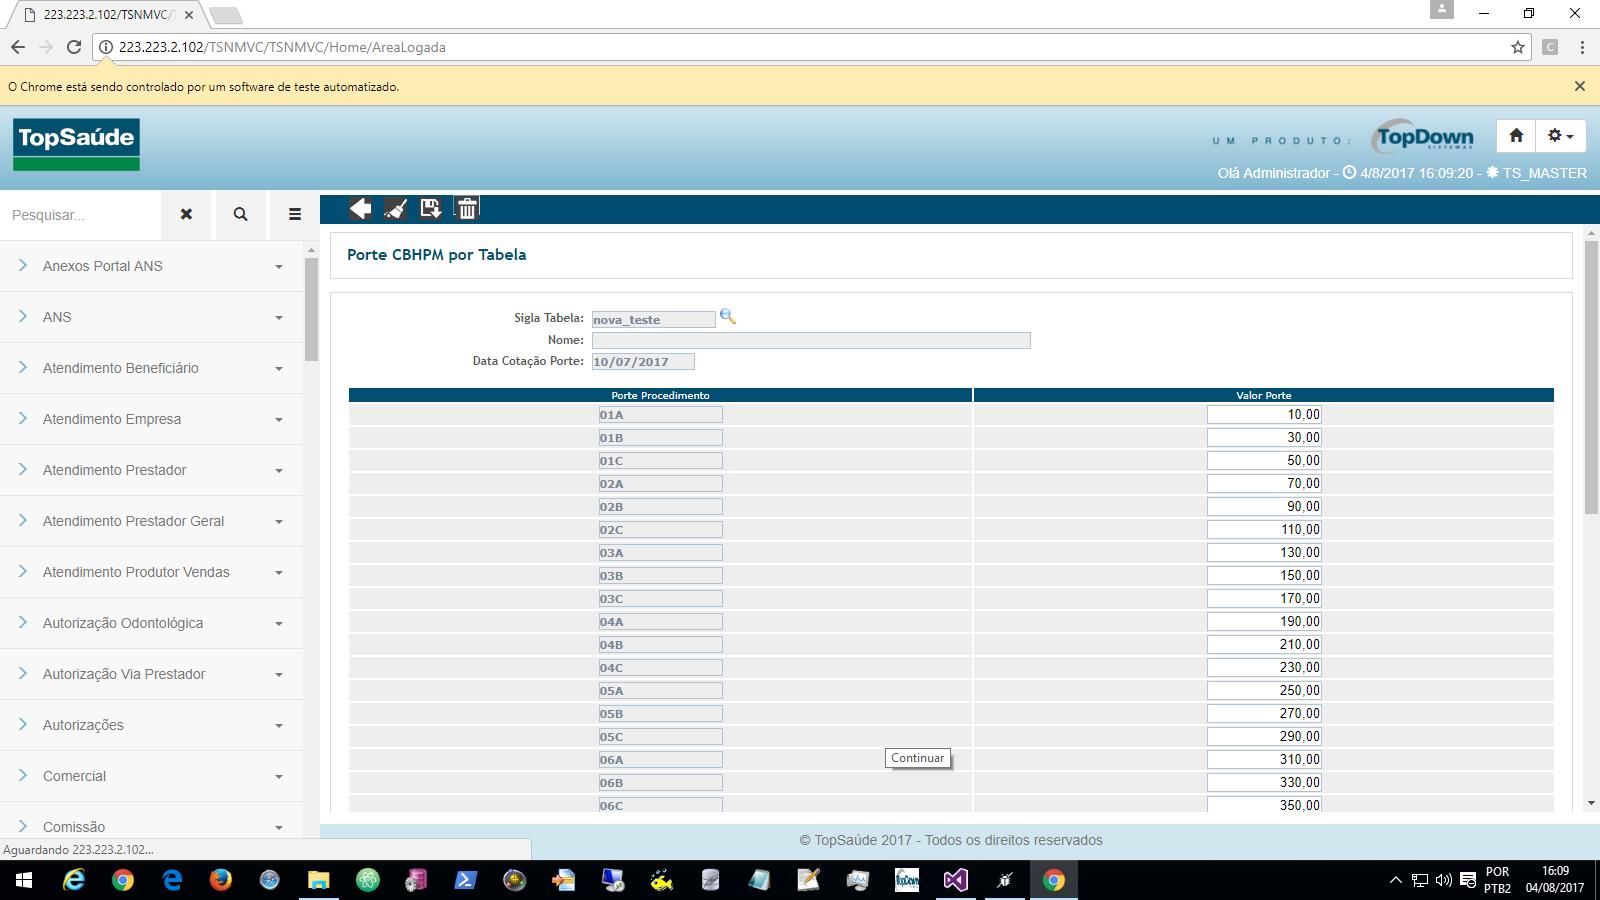 223.223.2.102/TSNMVC/T
223.223.2.102/TSNMVC/TSNMVC/Home/AreaLogada
C
O Chrome está sendo controlado por um software de teste automatizado.
TopSaúde
UM PRODUTO:
TopDown
SISTEMAS
Olá Administrador - 4/8/2017 16:09:20 - TS_MASTER
Pesquisar...
Anexos Portal ANS
ANS
Atendimento Beneficiário
Atendimento Empresa
Atendimento Prestador
Atendimento Prestador Geral
Atendimento Produtor Vendas
Autorização Odontológica
Autorização Via Prestador
Autorizações
Comercial
Comissão
Porte CBHPM por Tabela
Sigla Tabela: nova_teste
Nome:
Data Cotação Porte: 10/07/2017
Porte Procedimento Valor Porte
01A 10,00
01B 30,00
01C 50,00
02A 70,00
02B 90,00
02C 110,00
03A 130,00
03B 150,00
03C 170,00
04A 190,00
04B 210,00
04C 230,00
05A 250,00
05B 270,00
05C 290,00
06A 310,00
06B 330,00
06C 350,00
Continuar
© TopSaúde 2017 - Todos os direitos reservados
Aguardando 223.223.2.102...
TopDown
POR
PTB2
16:09
04/08/2017